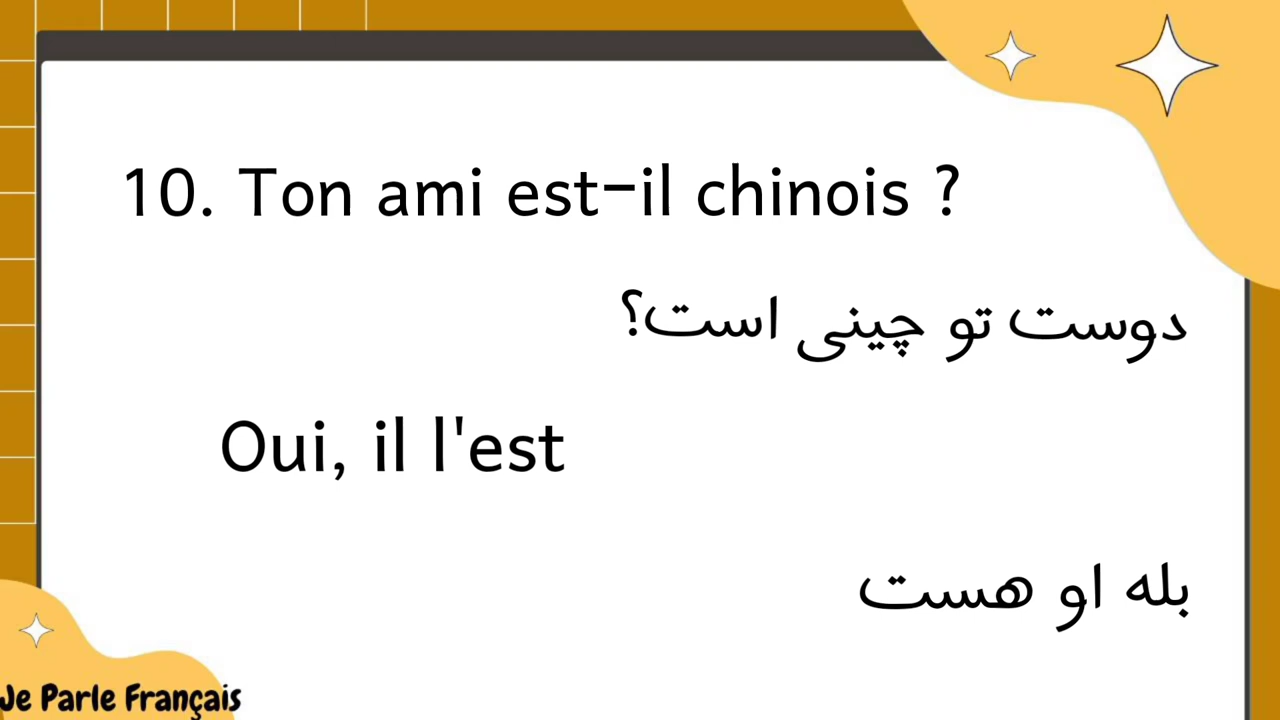 10. Ton ami est-il chinois ?
دوست تو چینی است؟
Oui, il l'est
بله او هست
Je Parle Français